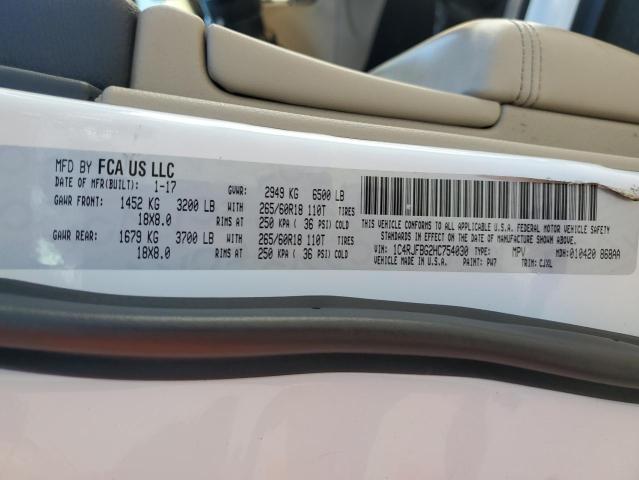 MFD BY FCA US LLC
DATE OF MFR(BUILT): 1-17 GVWR: 2949 KG 6500 LB
GAWR FRONT: 1452 KG 3200 LB WITH 265/60R18 110T TIRES
18X8.0 RIMS AT 250 KPA ( 36 PSI) COLD
GAWR REAR: 1679 KG 3700 LB WITH 265/60R18 110T TIRES
18X8.0 RIMS AT 250 KPA ( 36 PSI) COLD
THIS VEHICLE CONFORMS TO ALL APPLICABLE U.S.A. FEDERAL MOTOR VEHICLE SAFETY
STANDARDS IN EFFECT ON THE DATE OF MANUFACTURE SHOWN ABOVE.
VIN: 1C4RJFBG2HC754030 TYPE: MPV MDH: 010420 868AA
VEHICLE MADE IN U.S.A. PAINT: PW7 TRIM: CJXL